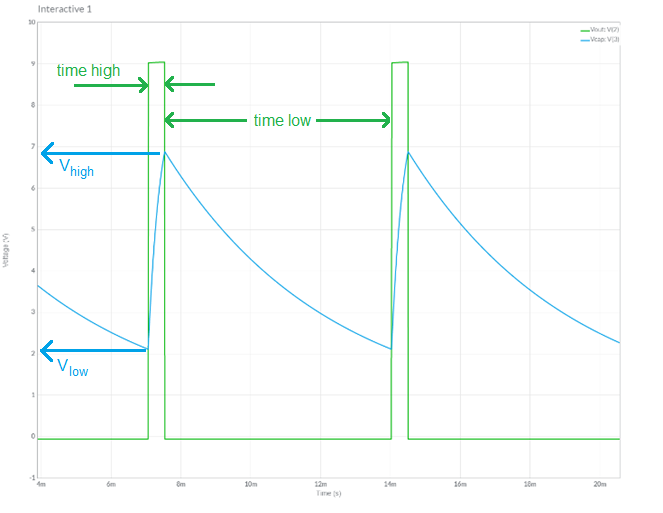 Interactive 1
Vout: V(2)
Vcap: V(3)
10
9
8
7
6
5
4
3
2
1
0
-1
time high
time low
Vhigh
Vlow
Voltage (V)
4m 6m 8m 10m 12m 14m 16m 18m 20m
Time (s)